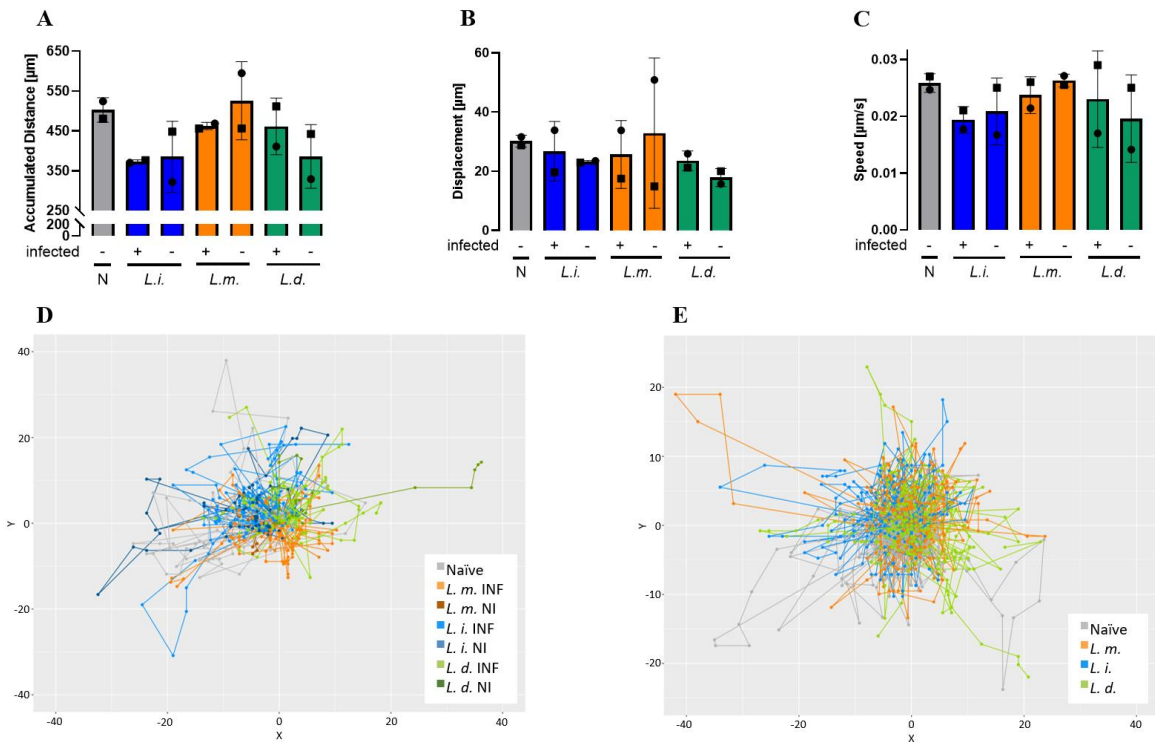 A
Accumulated Distance [µm]
650
550
450
350
250
200
0
infected - + - + - + -
N L.i. L.m. L.d.
B
Displacement [µm]
60
40
20
0
infected - + - + - + -
N L.i. L.m. L.d.
C
Speed [µm/s]
0.03
0.02
0.01
0.00
infected - + - + - + -
N L.i. L.m. L.d.
D
Y
40
20
0
-20
-40
-40 -20 0 20 40
X
Naïve
L. m. INF
L. m. NI
L. i. INF
L. i. NI
L. d. INF
L. d. NI
E
Y
20
10
0
-10
-20
-40 -20 0 20 40
X
Naïve
L. m.
L. i.
L. d.